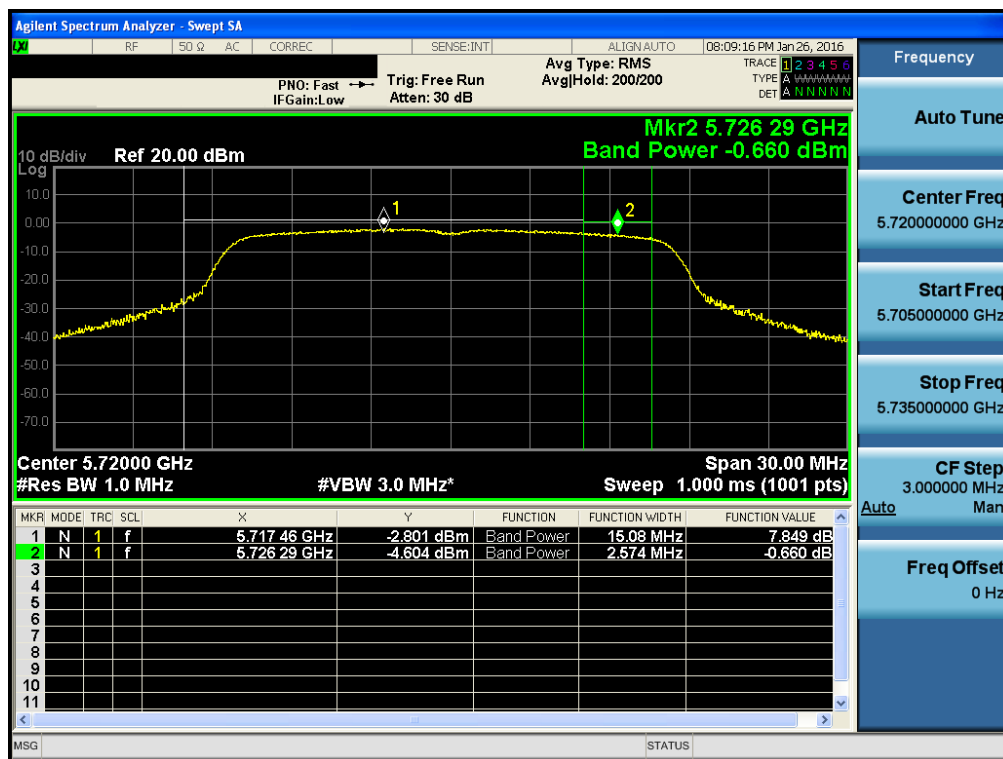 Agilent Spectrum Analyzer - Swept SA
LXI RF 50 Ω AC CORREC SENSE:INT ALIGN AUTO 08:09:16 PM Jan 26, 2016
Frequency
PNO: Fast
IFGain:Low
Trig: Free Run
Atten: 30 dB
Avg Type: RMS
Avg|Hold: 200/200
TRACE 1 2 3 4 5 6
TYPE A
DET A N N N N N
Mkr2 5.726 29 GHz
Band Power -0.660 dBm
10 dB/div Ref 20.00 dBm
Log
10.0
0.00
-10.0
-20.0
-30.0
-40.0
-50.0
-60.0
-70.0
1
2
Center 5.72000 GHz Span 30.00 MHz
#Res BW 1.0 MHz #VBW 3.0 MHz* Sweep 1.000 ms (1001 pts)
MKR MODE TRC SCL X Y FUNCTION FUNCTION WIDTH FUNCTION VALUE
1 N 1 f 5.717 46 GHz -2.801 dBm Band Power 15.08 MHz 7.849 dB
2 N 1 f 5.726 29 GHz -4.604 dBm Band Power 2.574 MHz -0.660 dB
3
4
5
6
7
8
9
10
11
MSG STATUS
Auto Tune
Center Freq
5.720000000 GHz
Start Freq
5.705000000 GHz
Stop Freq
5.735000000 GHz
CF Step
3.000000 MHz
Auto Man
Freq Offset
0 Hz